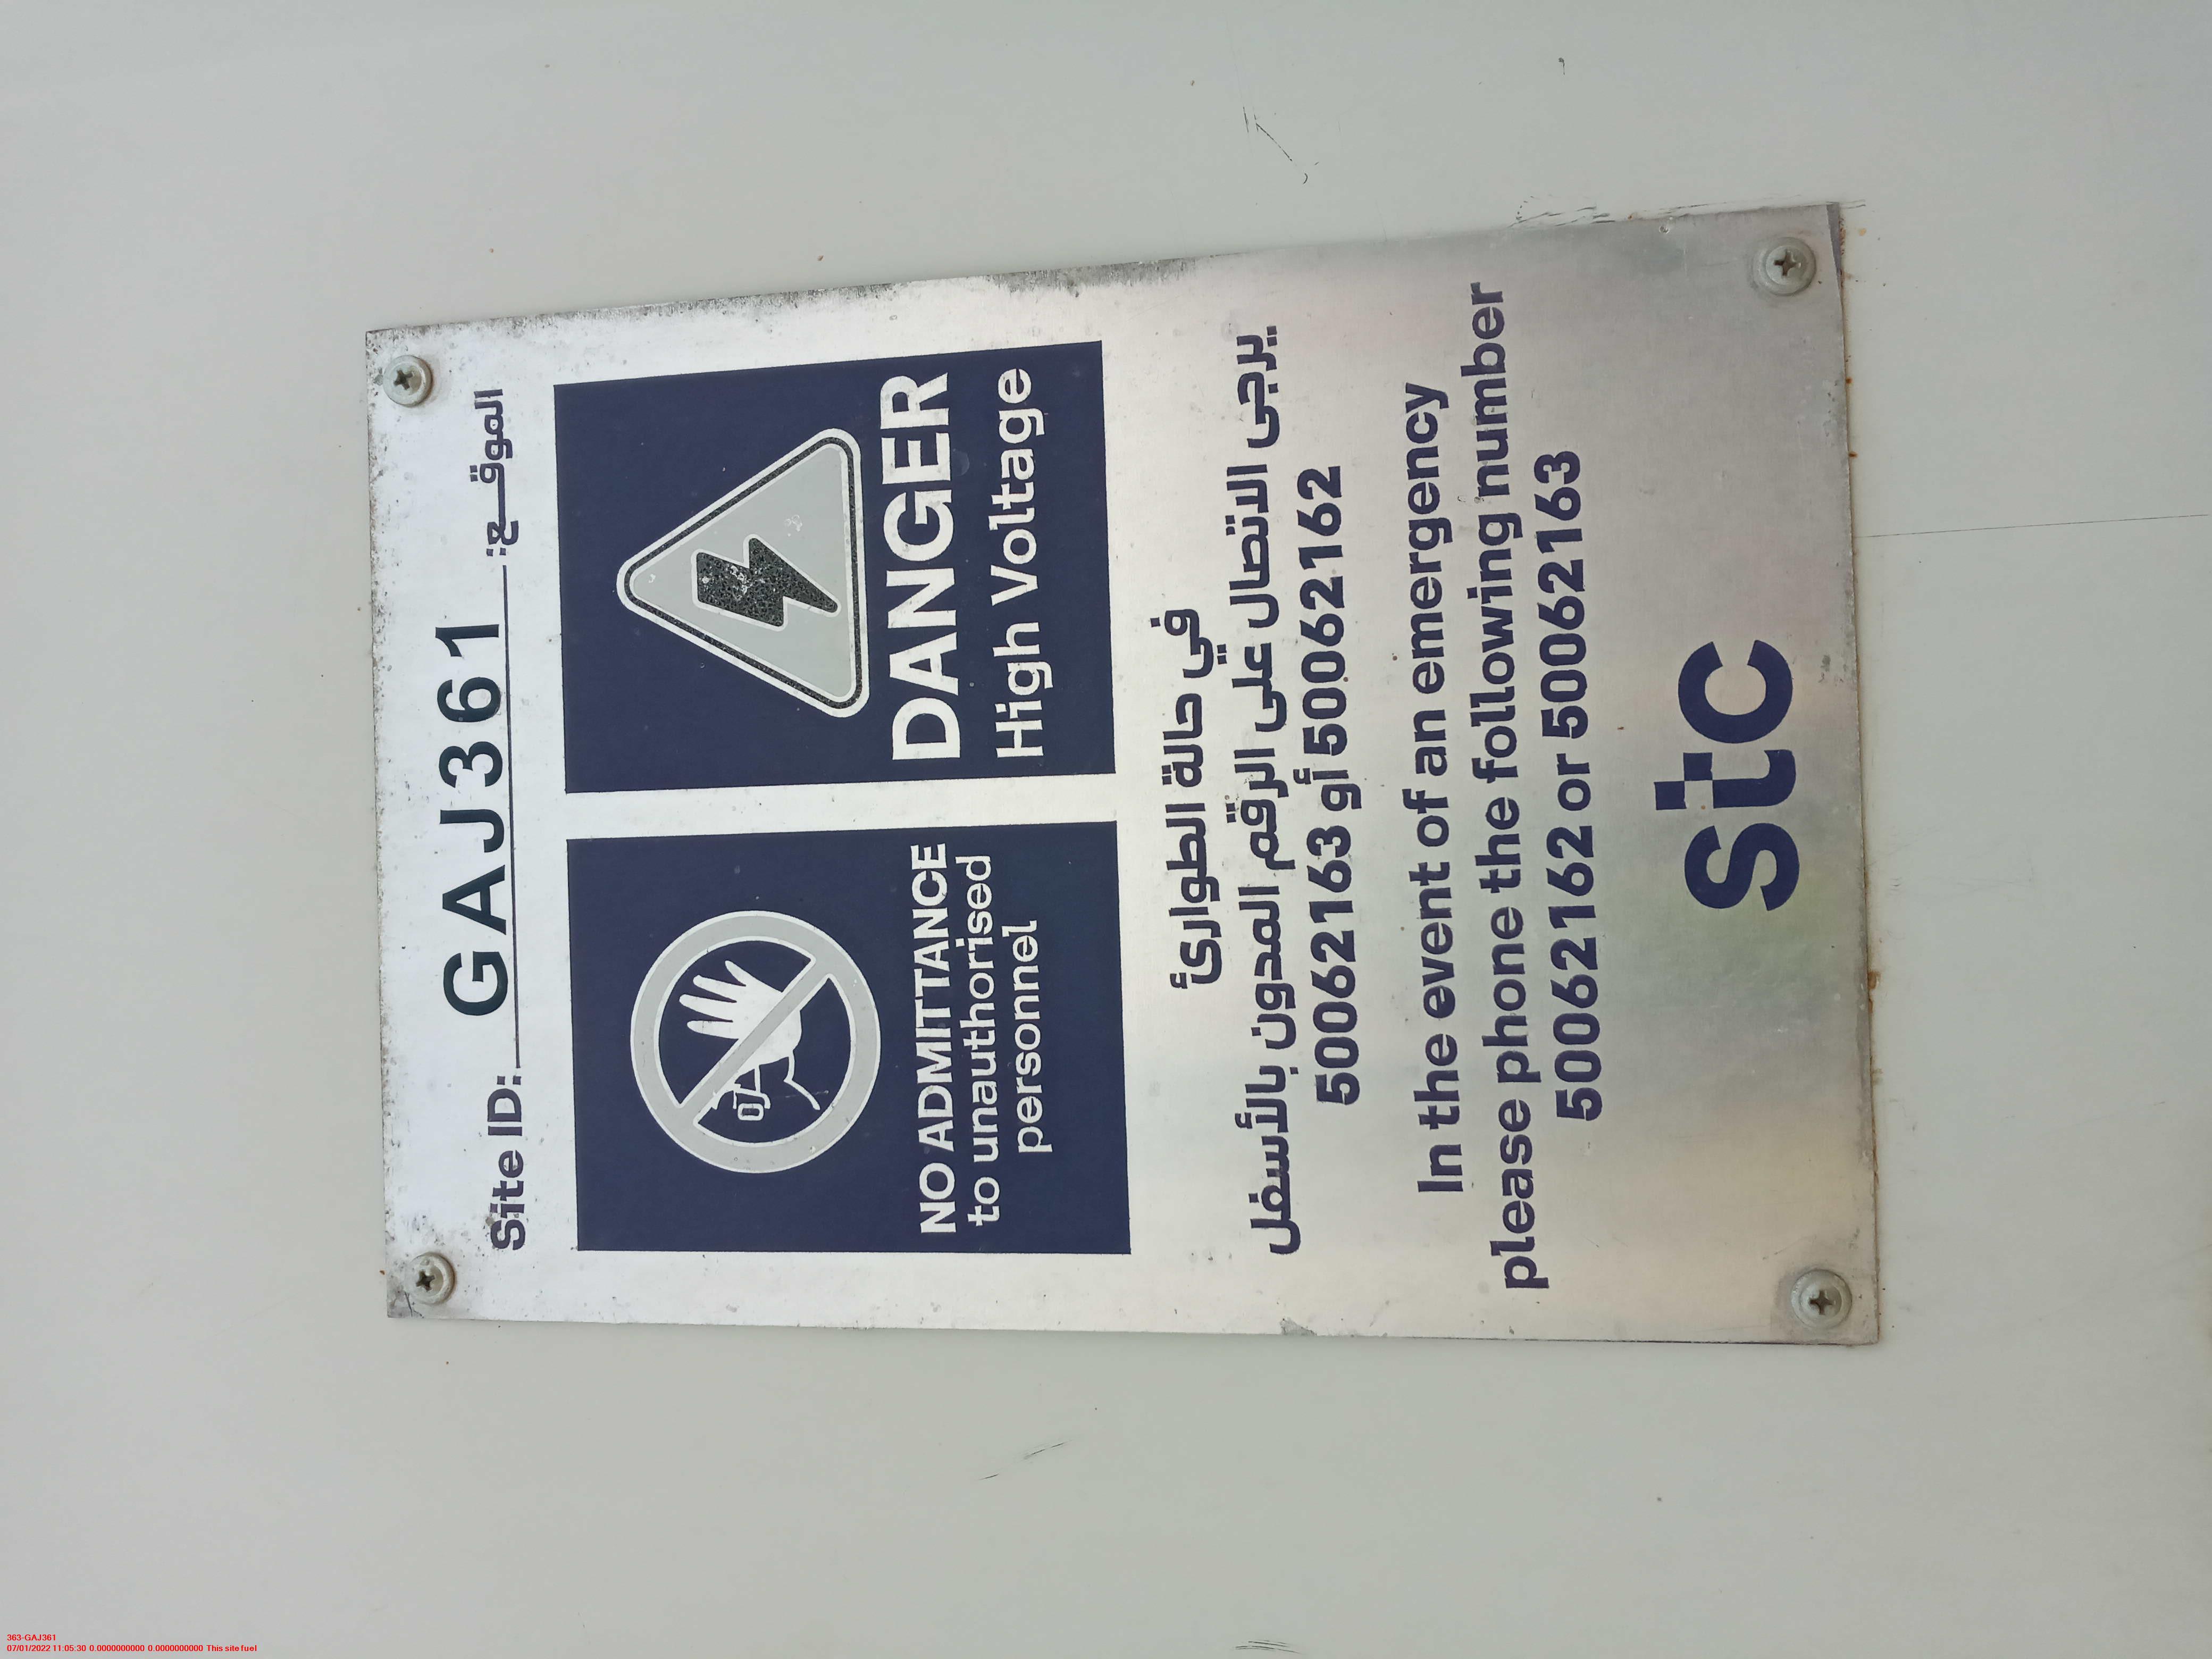 Site ID: GAJ361 الموقـع:
NO ADMITTANCE
to unauthorised
personnel
DANGER
High Voltage
في حالة الطوارئ
يرجى الاتصال على الرقم المدون بالأسفل
50062163 أو 50062162
In the event of an emergency
please phone the following number
50062162 or 50062163
stc
363-GAJ361
07/01/2022 11:05:30 0.0000000000 0.0000000000 This site fuel